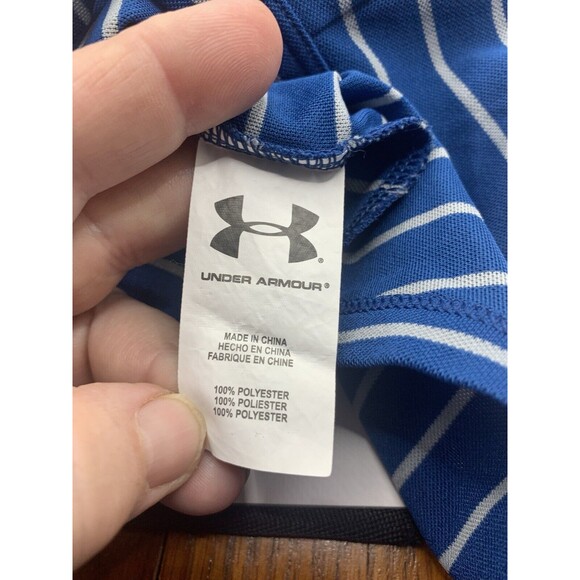 UNDER ARMOUR®
MADE IN CHINA
HECHO EN CHINA
FABRIQUE EN CHINE
100% POLYESTER
100% POLIESTER
100% POLYESTER